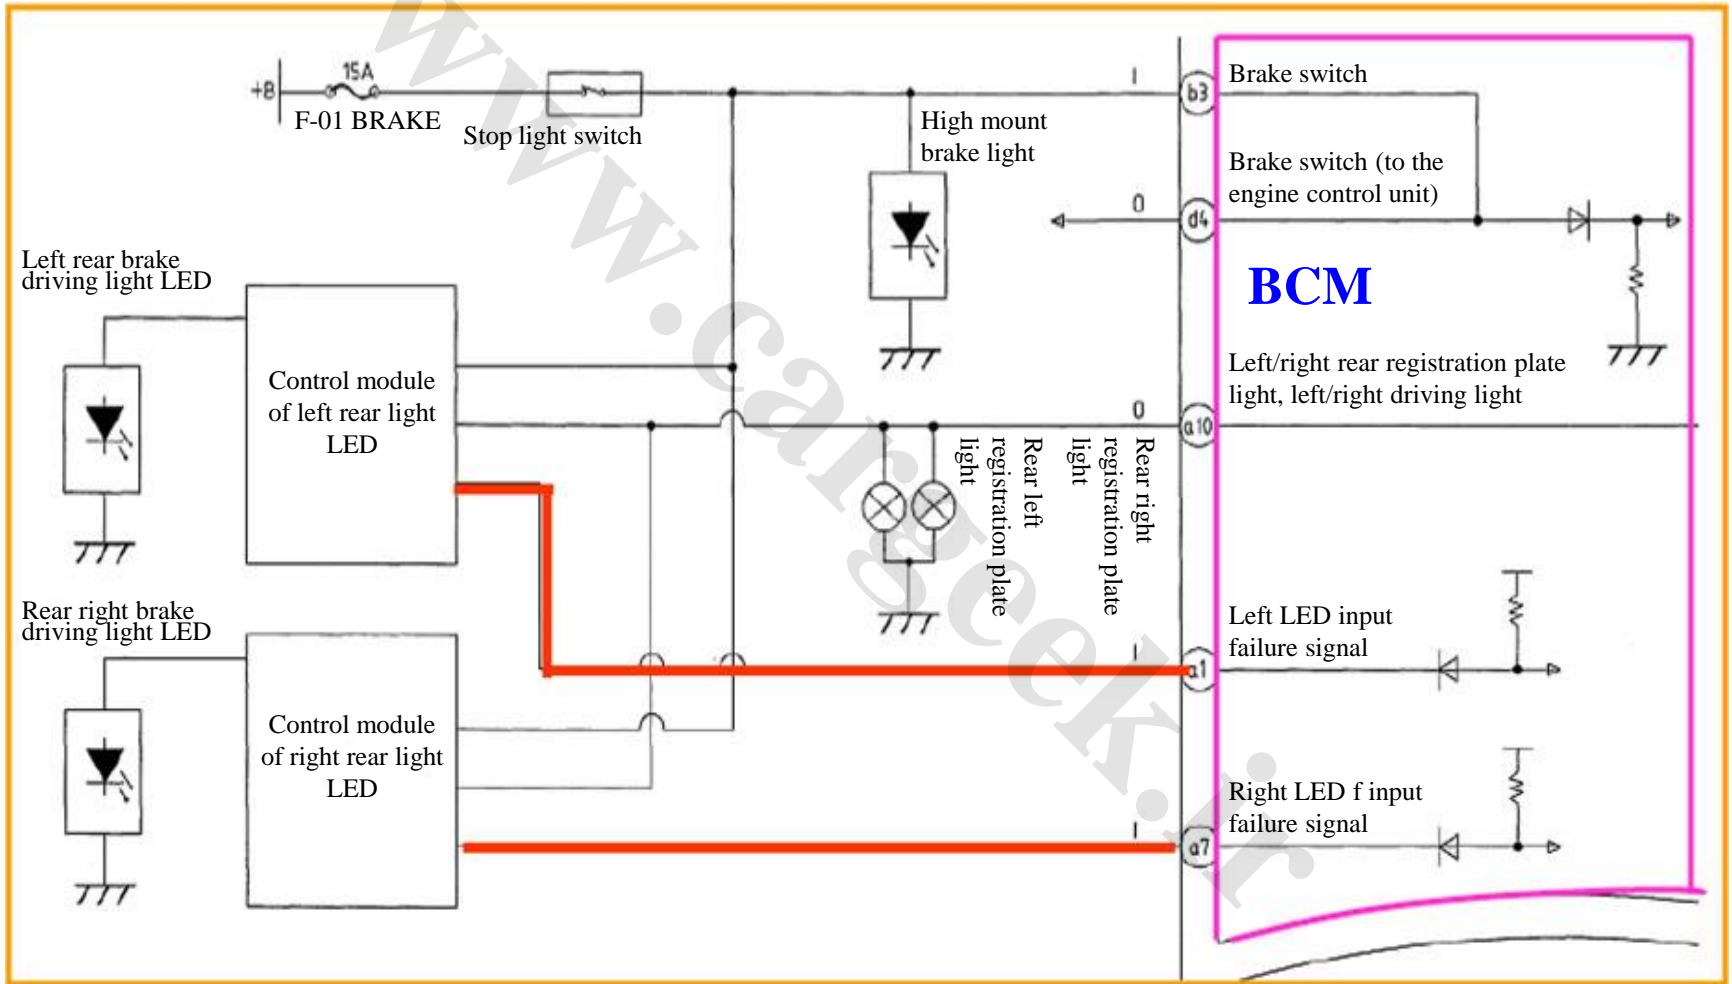 15A
+B
F-01 BRAKE
Stop light switch
High mount
brake light
I
b3
Brake switch
Brake switch (to the
engine control unit)
0
d4
BCM
Left rear brake
driving light LED
Control module
of left rear light
LED
Left/right rear registration plate
light, left/right driving light
0
a10
Rear right
registration plate
light
Rear left
registration plate
light
Left LED input
failure signal
I
a1
Rear right brake
driving light LED
Control module
of right rear light
LED
Right LED f input
failure signal
I
a7
www.cargeek.ir